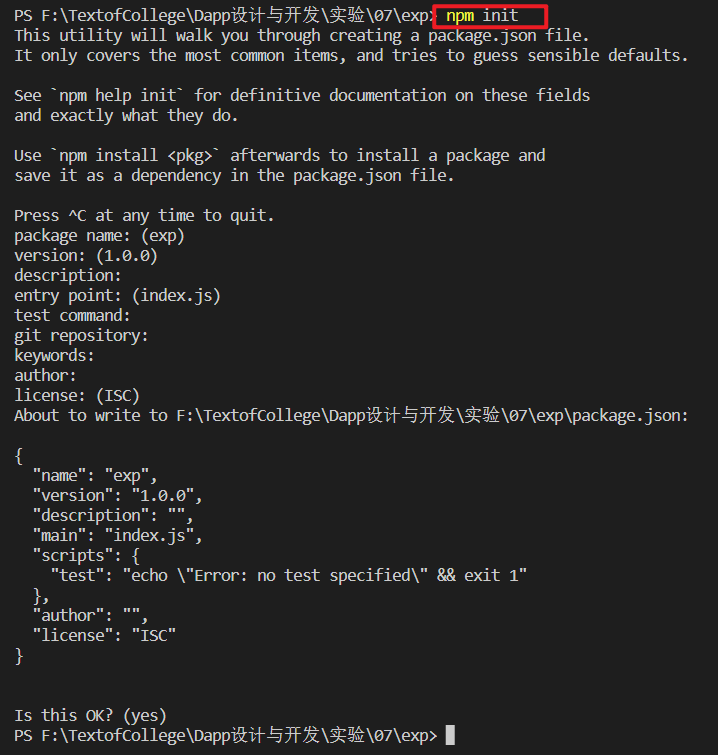 PS F:\TextofCollege\Dapp设计与开发\实验\07\exp> npm init
This utility will walk you through creating a package.json file.
It only covers the most common items, and tries to guess sensible defaults.

See `npm help init` for definitive documentation on these fields
and exactly what they do.

Use `npm install <pkg>` afterwards to install a package and
save it as a dependency in the package.json file.

Press ^C at any time to quit.
package name: (exp)
version: (1.0.0)
description:
entry point: (index.js)
test command:
git repository:
keywords:
author:
license: (ISC)
About to write to F:\TextofCollege\Dapp设计与开发\实验\07\exp\package.json:

{
  "name": "exp",
  "version": "1.0.0",
  "description": "",
  "main": "index.js",
  "scripts": {
    "test": "echo \"Error: no test specified\" && exit 1"
  },
  "author": "",
  "license": "ISC"
}

Is this OK? (yes)
PS F:\TextofCollege\Dapp设计与开发\实验\07\exp>